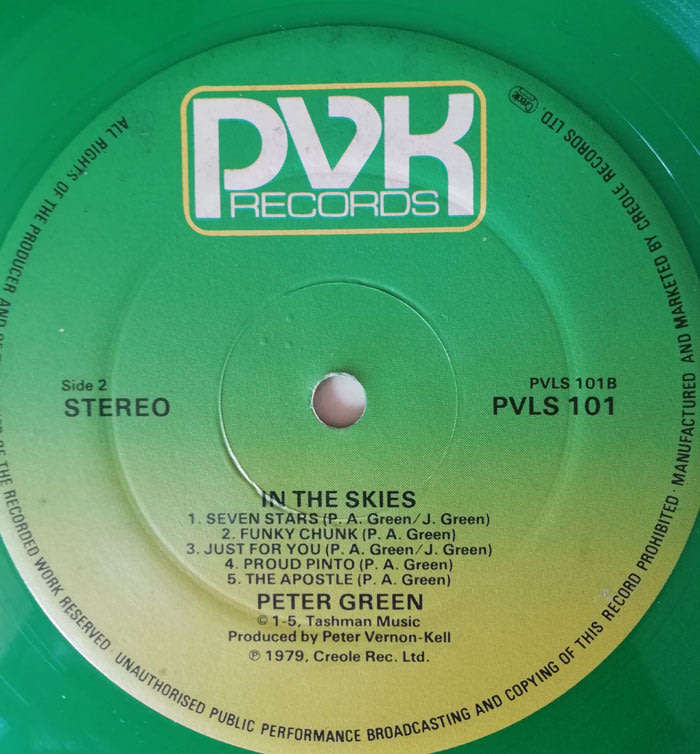 PVK
RECORDS
Side 2
STEREO
PVLS 101B
PVLS 101
IN THE SKIES
1. SEVEN STARS (P. A. Green/J. Green)
2. FUNKY CHUNK (P. A. Green)
3. JUST FOR YOU (P. A. Green/J. Green)
4. PROUD PINTO (P. A. Green)
5. THE APOSTLE (P. A. Green)
PETER GREEN
© 1-5, Tashman Music
Produced by Peter Vernon-Kell
℗ 1979, Creole Rec. Ltd.
ALL RIGHTS OF THE PRODUCER AND OF THE RECORDED WORK RESERVED. UNAUTHORISED PUBLIC PERFORMANCE BROADCASTING AND COPYING OF THIS RECORD PROHIBITED · MANUFACTURED AND MARKETED BY CREOLE RECORDS LTD.
Creole